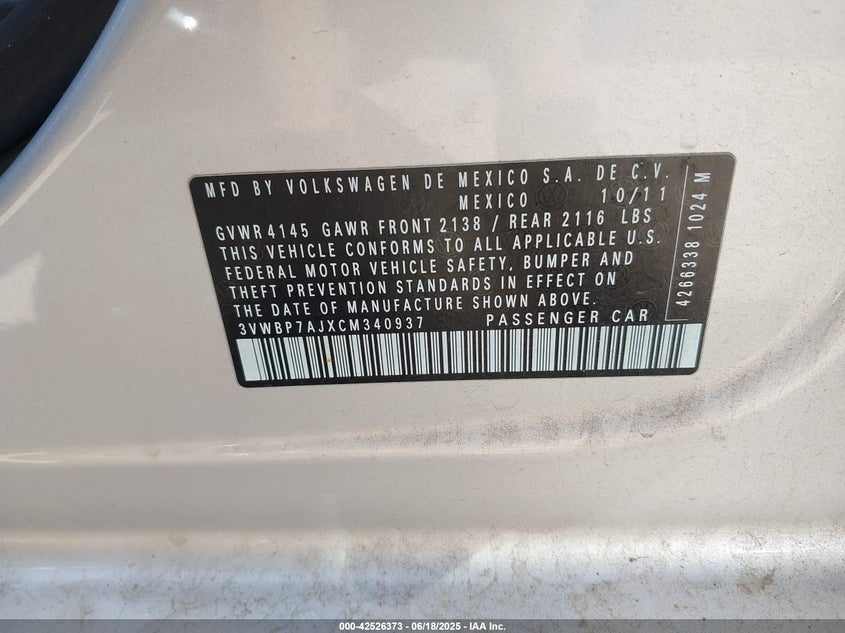 MFD BY VOLKSWAGEN DE MEXICO S.A. DE C.V.
MEXICO 10/11
GVWR 4145 GAWR FRONT 2138 / REAR 2116 LBS
THIS VEHICLE CONFORMS TO ALL APPLICABLE U.S.
FEDERAL MOTOR VEHICLE SAFETY, BUMPER AND
THEFT PREVENTION STANDARDS IN EFFECT ON
THE DATE OF MANUFACTURE SHOWN ABOVE.
3VWBP7AJXCM340937 PASSENGER CAR
4266338 1024 M
000-42526373 - 06/18/2025 - IAA Inc.